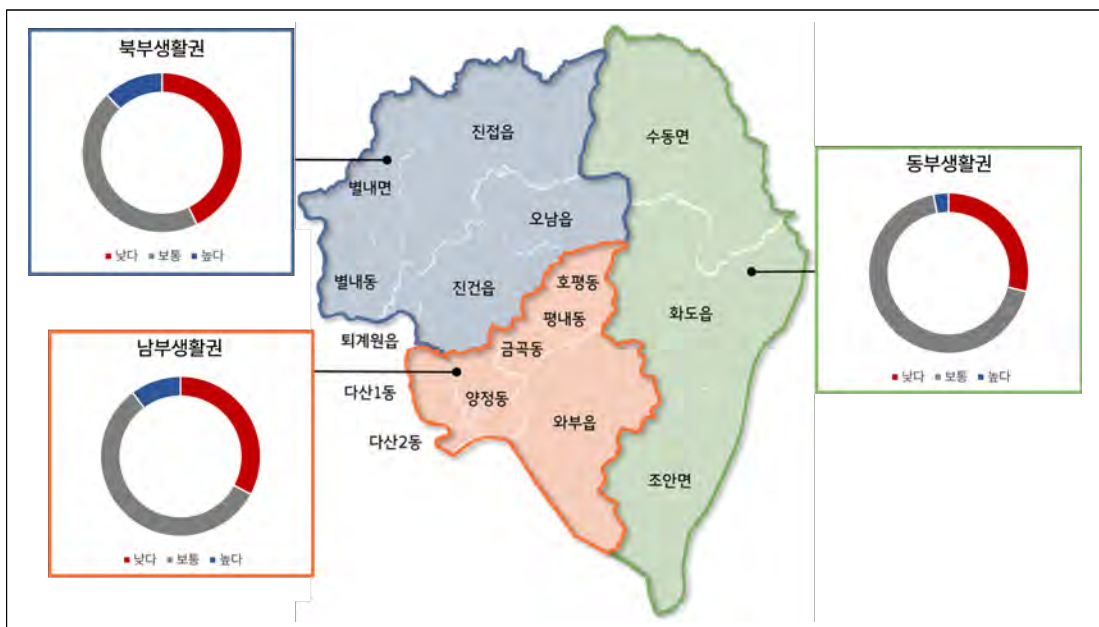 북부생활권
■ 낮다 ■ 보통 ■ 높다
남부생활권
■ 낮다 ■ 보통 ■ 높다
진접읍
별내면
오남읍
별내동
진건읍
퇴계원읍
호평동
평내동
금곡동
다산1동
양정동
와부읍
다산2동
수동면
화도읍
조안면
동부생활권
■ 낮다 ■ 보통 ■ 높다